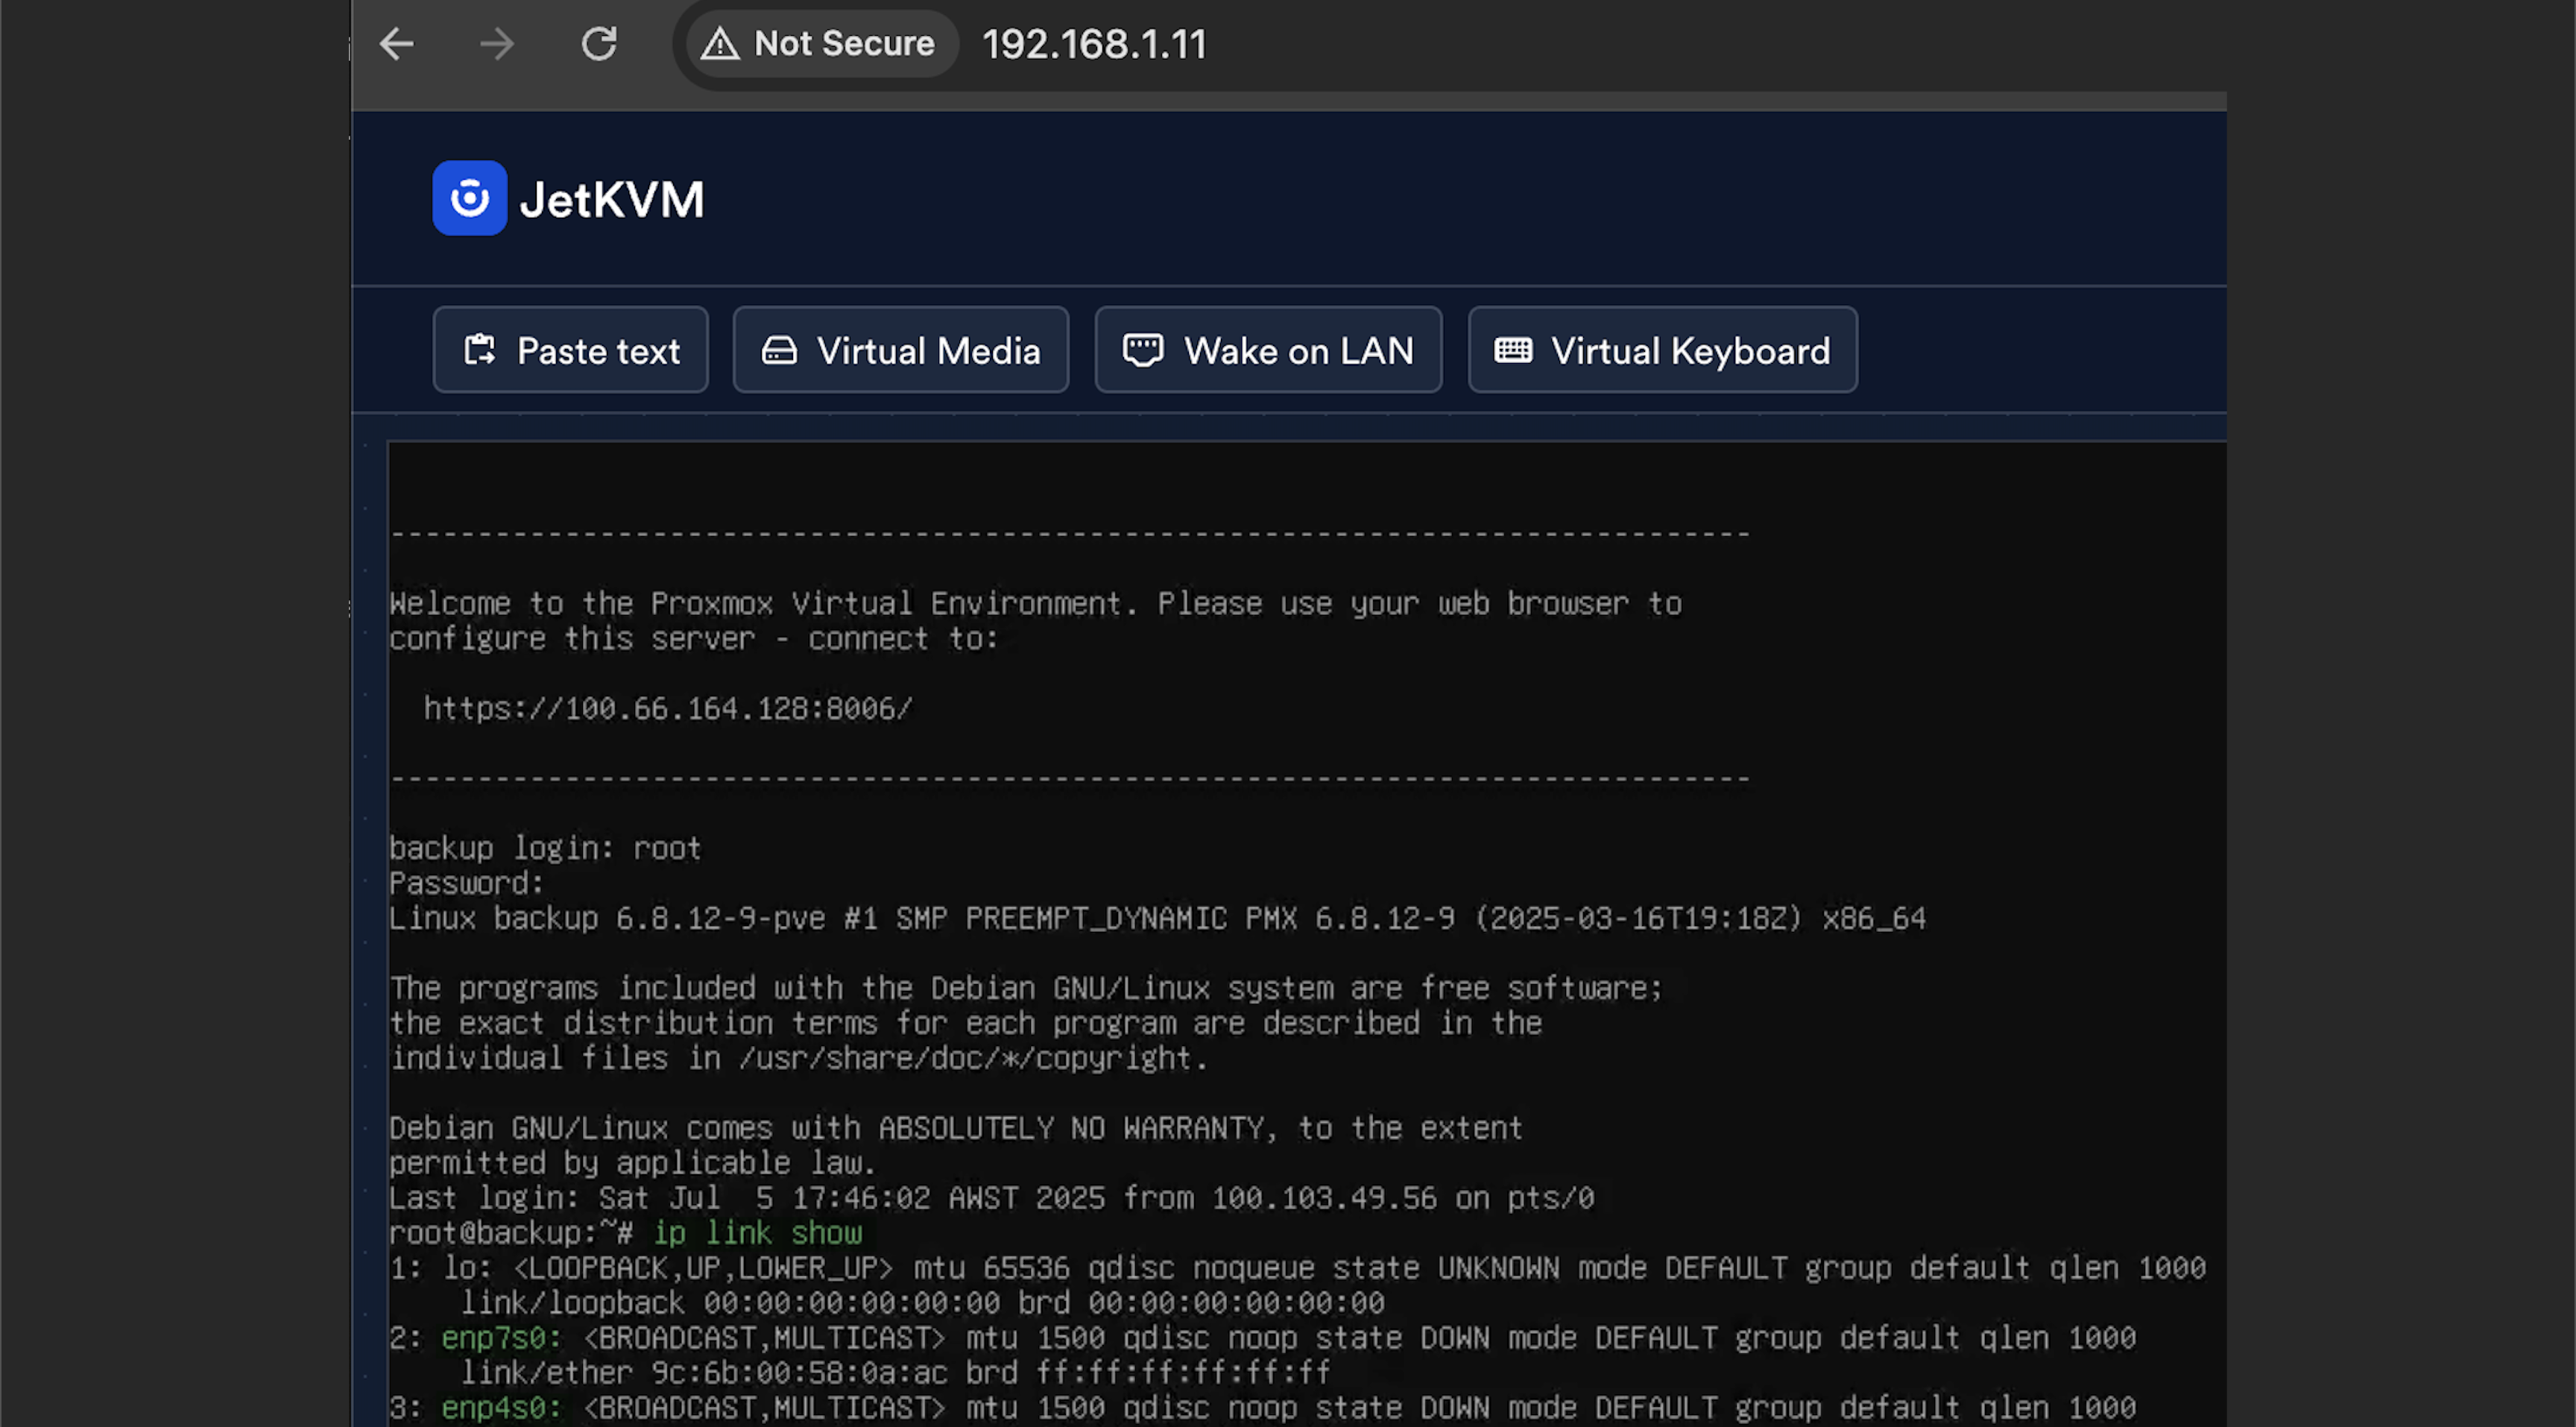 Not Secure 192.168.1.11
JetKVM
Paste text Virtual Media Wake on LAN Virtual Keyboard
------------------------------------------------------------------------------
Welcome to the Proxmox Virtual Environment. Please use your web browser to
configure this server - connect to:
https://100.66.164.128:8006/
------------------------------------------------------------------------------
backup login: root
Password:
Linux backup 6.8.12-9-pve #1 SMP PREEMPT_DYNAMIC PMX 6.8.12-9 (2025-03-16T19:18Z) x86_64
The programs included with the Debian GNU/Linux system are free software;
the exact distribution terms for each program are described in the
individual files in /usr/share/doc/*/copyright.
Debian GNU/Linux comes with ABSOLUTELY NO WARRANTY, to the extent
permitted by applicable law.
Last login: Sat Jul  5 17:46:02 AWST 2025 from 100.103.49.56 on pts/0
root@backup:~# ip link show
1: lo: <LOOPBACK,UP,LOWER_UP> mtu 65536 qdisc noqueue state UNKNOWN mode DEFAULT group default qlen 1000
link/loopback 00:00:00:00:00:00 brd 00:00:00:00:00:00
2: enp7s0: <BROADCAST,MULTICAST> mtu 1500 qdisc noop state DOWN mode DEFAULT group default qlen 1000
link/ether 9c:6b:00:58:0a:ac brd ff:ff:ff:ff:ff:ff
3: enp4s0: <BROADCAST,MULTICAST> mtu 1500 qdisc noop state DOWN mode DEFAULT group default qlen 1000